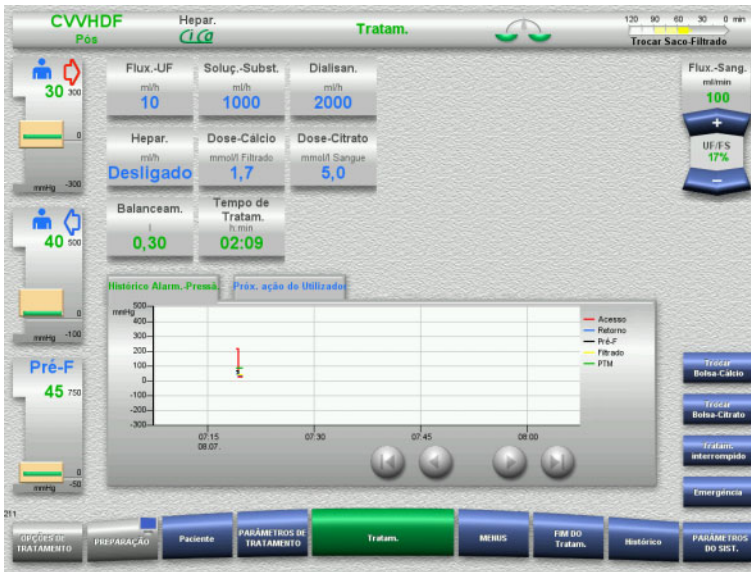 CVVHDF
Pós
Hepar.
CiCa
Tratam.
120 90 60 30 0 min
Trocar Saco-Filtrado
30 300
0
mmHg -300
Flux.-UF
ml/h
10
Soluç.-Subst.
ml/h
1000
Dialisan.
ml/h
2000
Flux.-Sang.
ml/min
100
+
UF/FS
17%
−
Hepar.
ml/h
Desligado
Dose-Cálcio
mmol/l Filtrado
1,7
Dose-Citrato
mmol/l Sangue
5,0
40 500
0
mmHg -100
Balanceam.
l
0,30
Tempo de
Tratam.
h:min
02:09
Histórico Alarm.-Pressã.
Próx. ação do Utilizador
mmHg
500
400
300
200
100
0
-100
-200
-300
07:15
08.07.
07:30
07:45
08:00
Acesso
Retorno
Pré-F
Filtrado
PTM
Pré-F
45 750
0
mmHg -50
Trocar
Bolsa-Cálcio
Trocar
Bolsa-Citrato
Tratam.
interrompido
Emergência
211
OPÇÕES DE
TRATAMENTO
PREPARAÇÃO
Paciente
PARÂMETROS DE
TRATAMENTO
Tratam.
MENUS
FIM DO
Tratam.
Histórico
PARÂMETROS
DO SIST.